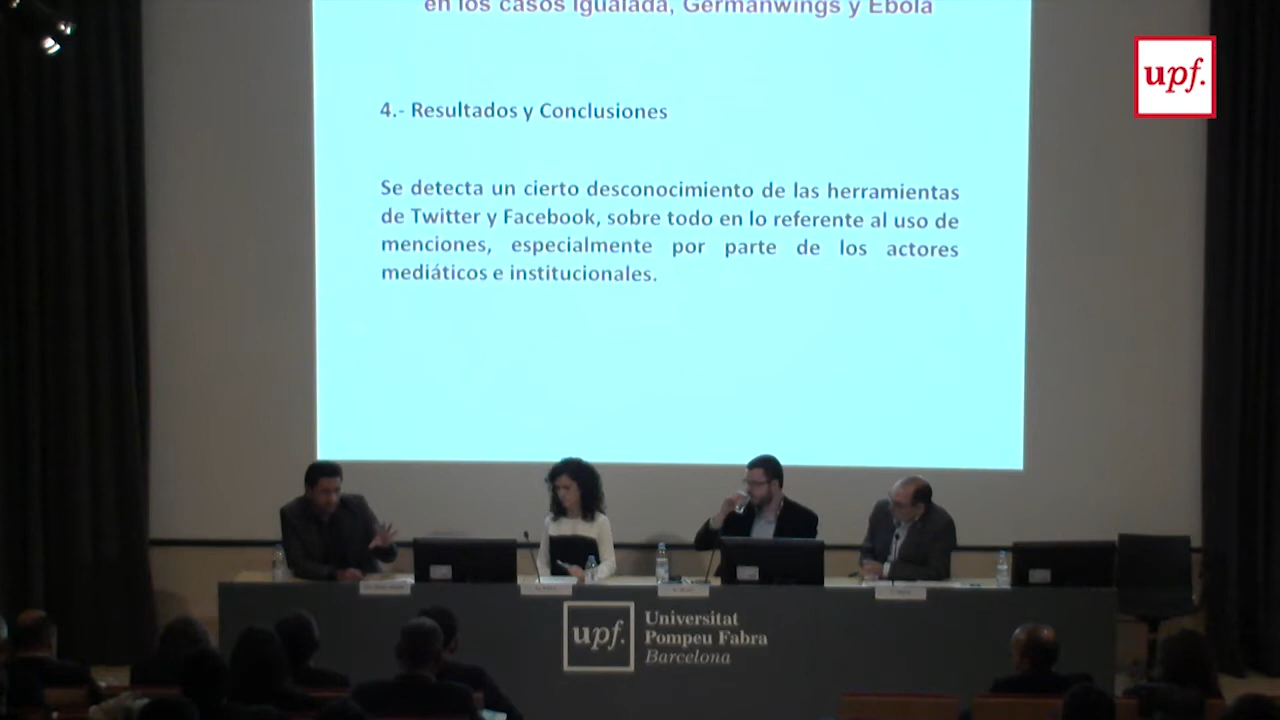 en los casos Igualada, Germanwings y Ebola
upf.
4.- Resultados y Conclusiones
Se detecta un cierto desconocimiento de las herramientas
de Twitter y Facebook, sobre todo en lo referente al uso de
menciones, especialmente por parte de los actores
mediáticos e institucionales.
upf.
Universitat
Pompeu Fabra
Barcelona